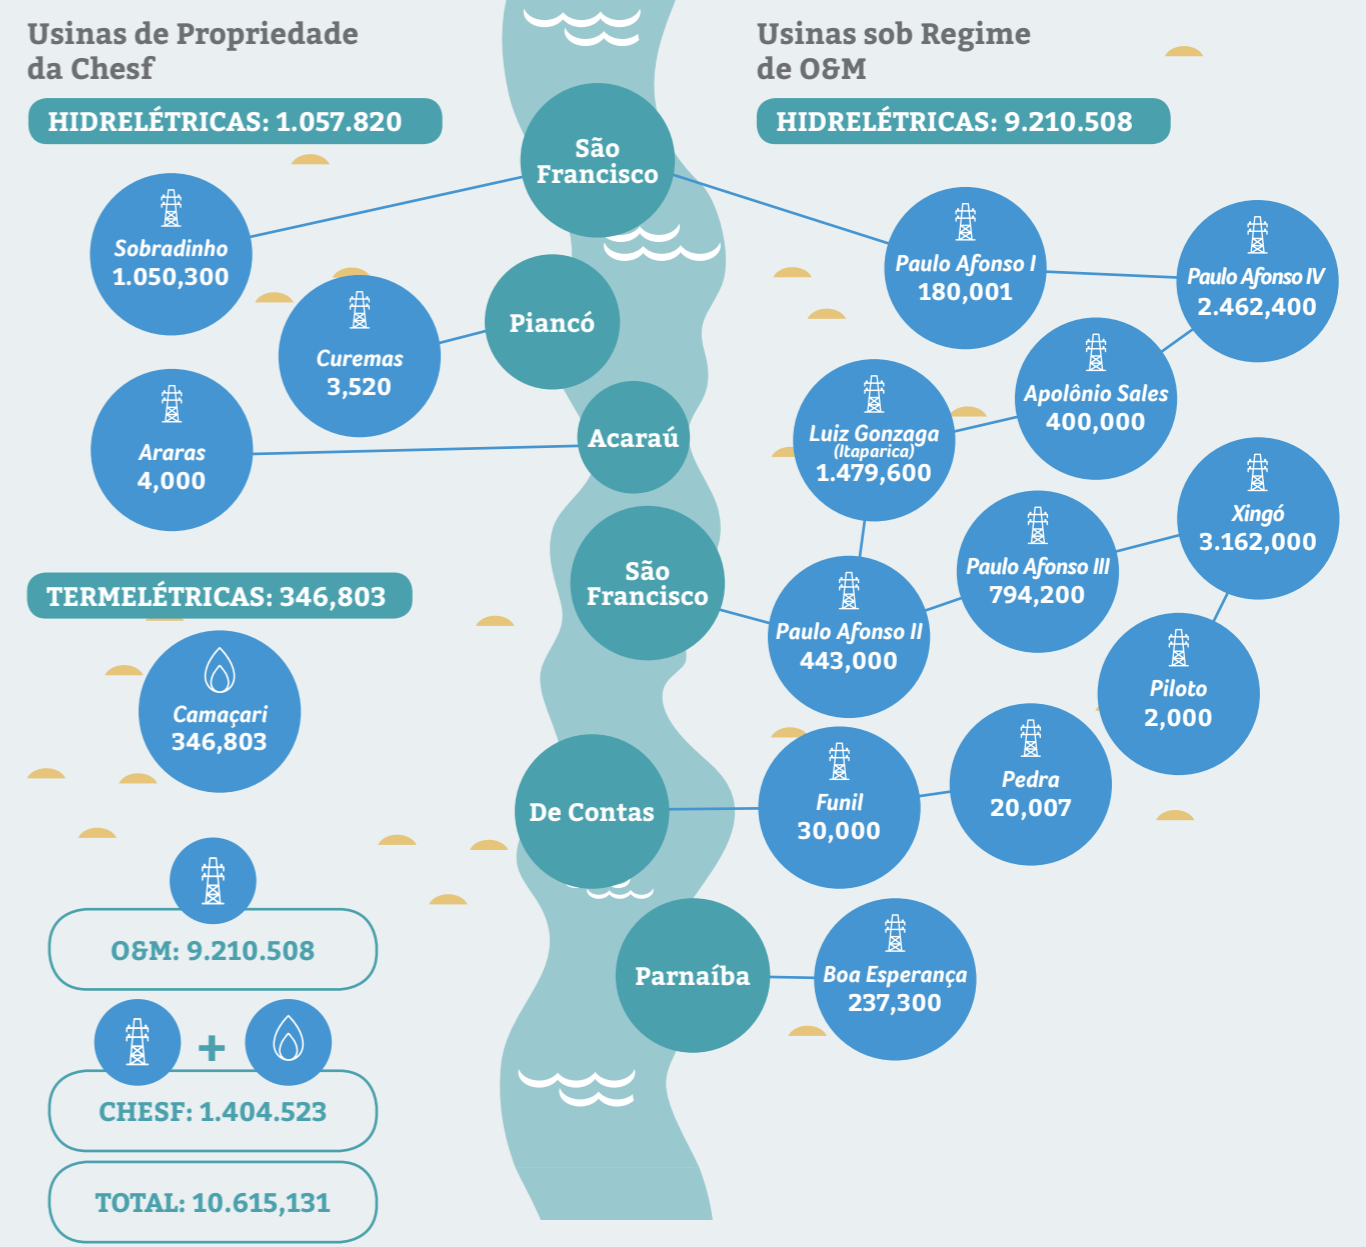 Usinas de Propriedade
da Chesf
HIDRELÉTRICAS: 1.057.820
Sobradinho
1.050,300
Curemas
3,520
Araras
4,000
TERMELÉTRICAS: 346,803
Camaçari
346,803
O&M: 9.210.508
+
CHESF: 1.404.523
TOTAL: 10.615,131
São
Francisco
Piancó
Acaraú
São
Francisco
De Contas
Parnaíba
Usinas sob Regime
de O&M
HIDRELÉTRICAS: 9.210.508
Paulo Afonso I
180,001
Paulo Afonso IV
2.462,400
Apolônio Sales
400,000
Luiz Gonzaga
(Itaparica)
1.479,600
Paulo Afonso II
443,000
Paulo Afonso III
794,200
Xingó
3.162,000
Piloto
2,000
Funil
30,000
Pedra
20,007
Boa Esperança
237,300